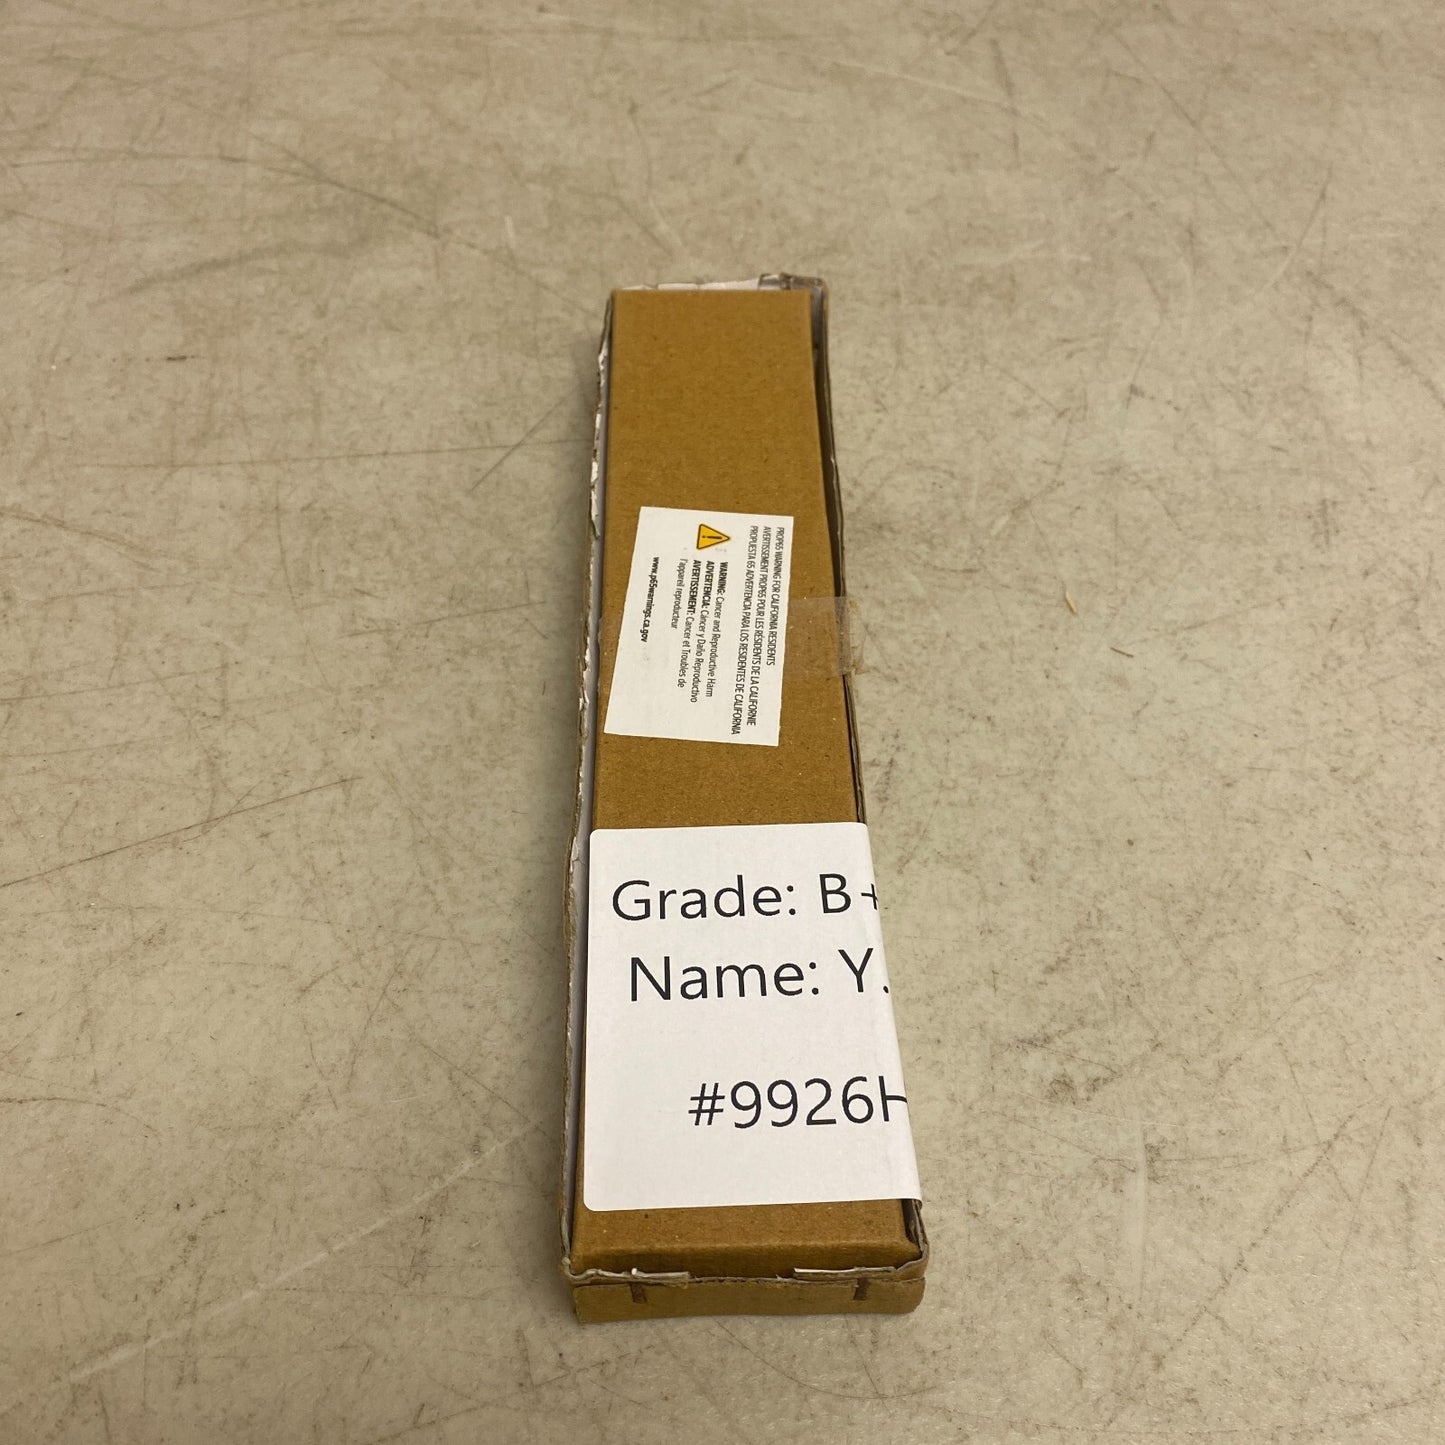 PROP65 WARNING FOR CALIFORNIA RESIDENTS
AVERTISSEMENT PROP65 POUR LES RÉSIDENTS DE LA CALIFORNIE
PROPUESTA 65 ADVERTENCIA PARA LOS RESIDENTES DE CALIFORNIA
WARNING: Cancer and Reproductive Harm
ADVERTENCIA: Cáncer y Daño Reproductivo
AVERTISSEMENT: Cancer et Troubles de
l'appareil reproducteur
www.p65warnings.ca.gov
Grade: B+
Name: Y.
#9926H